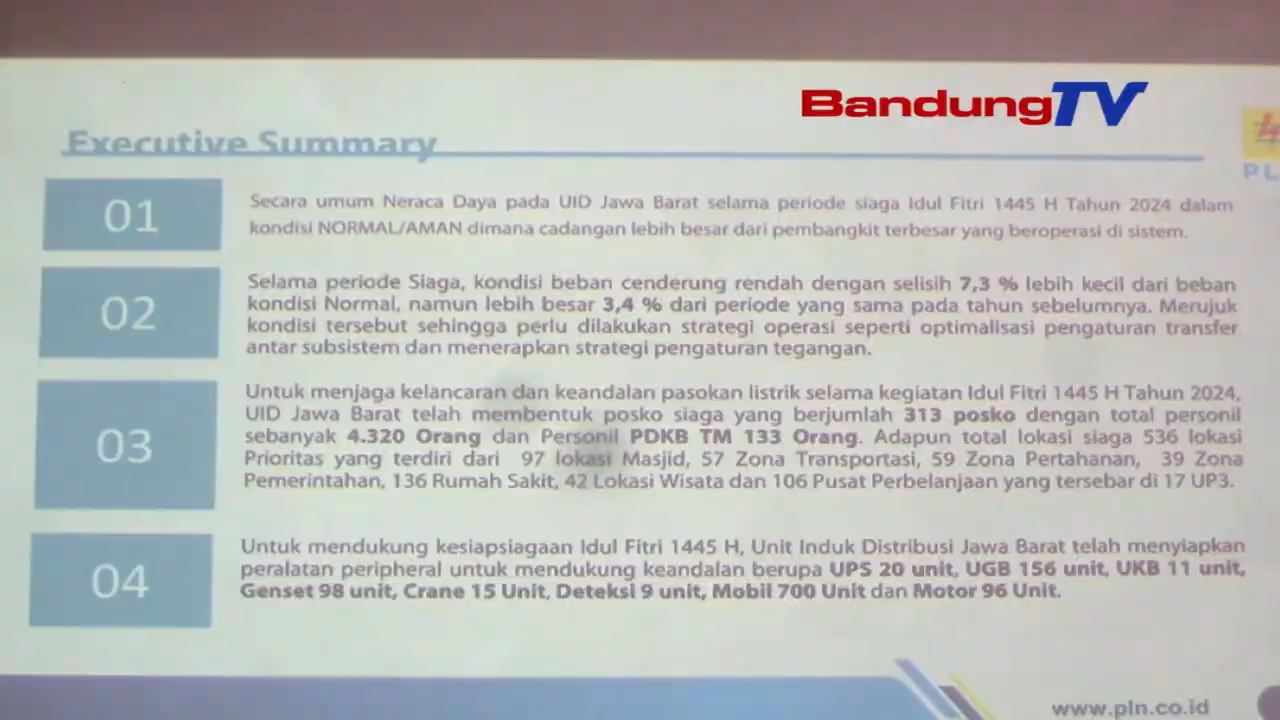 BandungTV
Executive Summary
PL
01
Secara umum Neraca Daya pada UID Jawa Barat selama periode siaga Idul Fitri 1445 H Tahun 2024 dalam
kondisi NORMAL/AMAN dimana cadangan lebih besar dari pembangkit terbesar yang beroperasi di sistem.
02
Selama periode Siaga, kondisi beban cenderung rendah dengan selisih 7,3 % lebih kecil dari beban
kondisi Normal, namun lebih besar 3,4 % dari periode yang sama pada tahun sebelumnya. Merujuk
kondisi tersebut sehingga perlu dilakukan strategi operasi seperti optimalisasi pengaturan transfer
antar subsistem dan menerapkan strategi pengaturan tegangan.
03
Untuk menjaga kelancaran dan keandalan pasokan listrik selama kegiatan Idul Fitri 1445 H Tahun 2024,
UID Jawa Barat telah membentuk posko siaga yang berjumlah 313 posko dengan total personil
sebanyak 4.320 Orang dan Personil PDKB TM 133 Orang. Adapun total lokasi siaga 536 lokasi
Prioritas yang terdiri dari 97 lokasi Masjid, 57 Zona Transportasi, 59 Zona Pertahanan, 39 Zona
Pemerintahan, 136 Rumah Sakit, 42 Lokasi Wisata dan 106 Pusat Perbelanjaan yang tersebar di 17 UP3.
04
Untuk mendukung kesiapsiagaan Idul Fitri 1445 H, Unit Induk Distribusi Jawa Barat telah menyiapkan
peralatan peripheral untuk mendukung keandalan berupa UPS 20 unit, UGB 156 unit, UKB 11 unit,
Genset 98 unit, Crane 15 Unit, Deteksi 9 unit, Mobil 700 Unit dan Motor 96 Unit.
www.pln.co.id